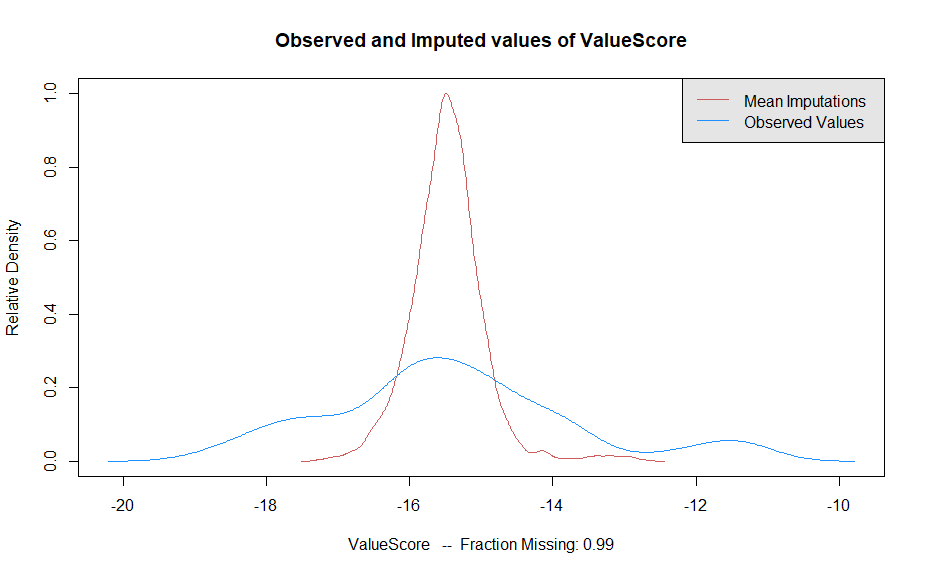 Observed and Imputed values of ValueScore
Mean Imputations
Observed Values
Relative Density
1.0
0.8
0.6
0.4
0.2
0.0
-20 -18 -16 -14 -12 -10
ValueScore -- Fraction Missing: 0.99